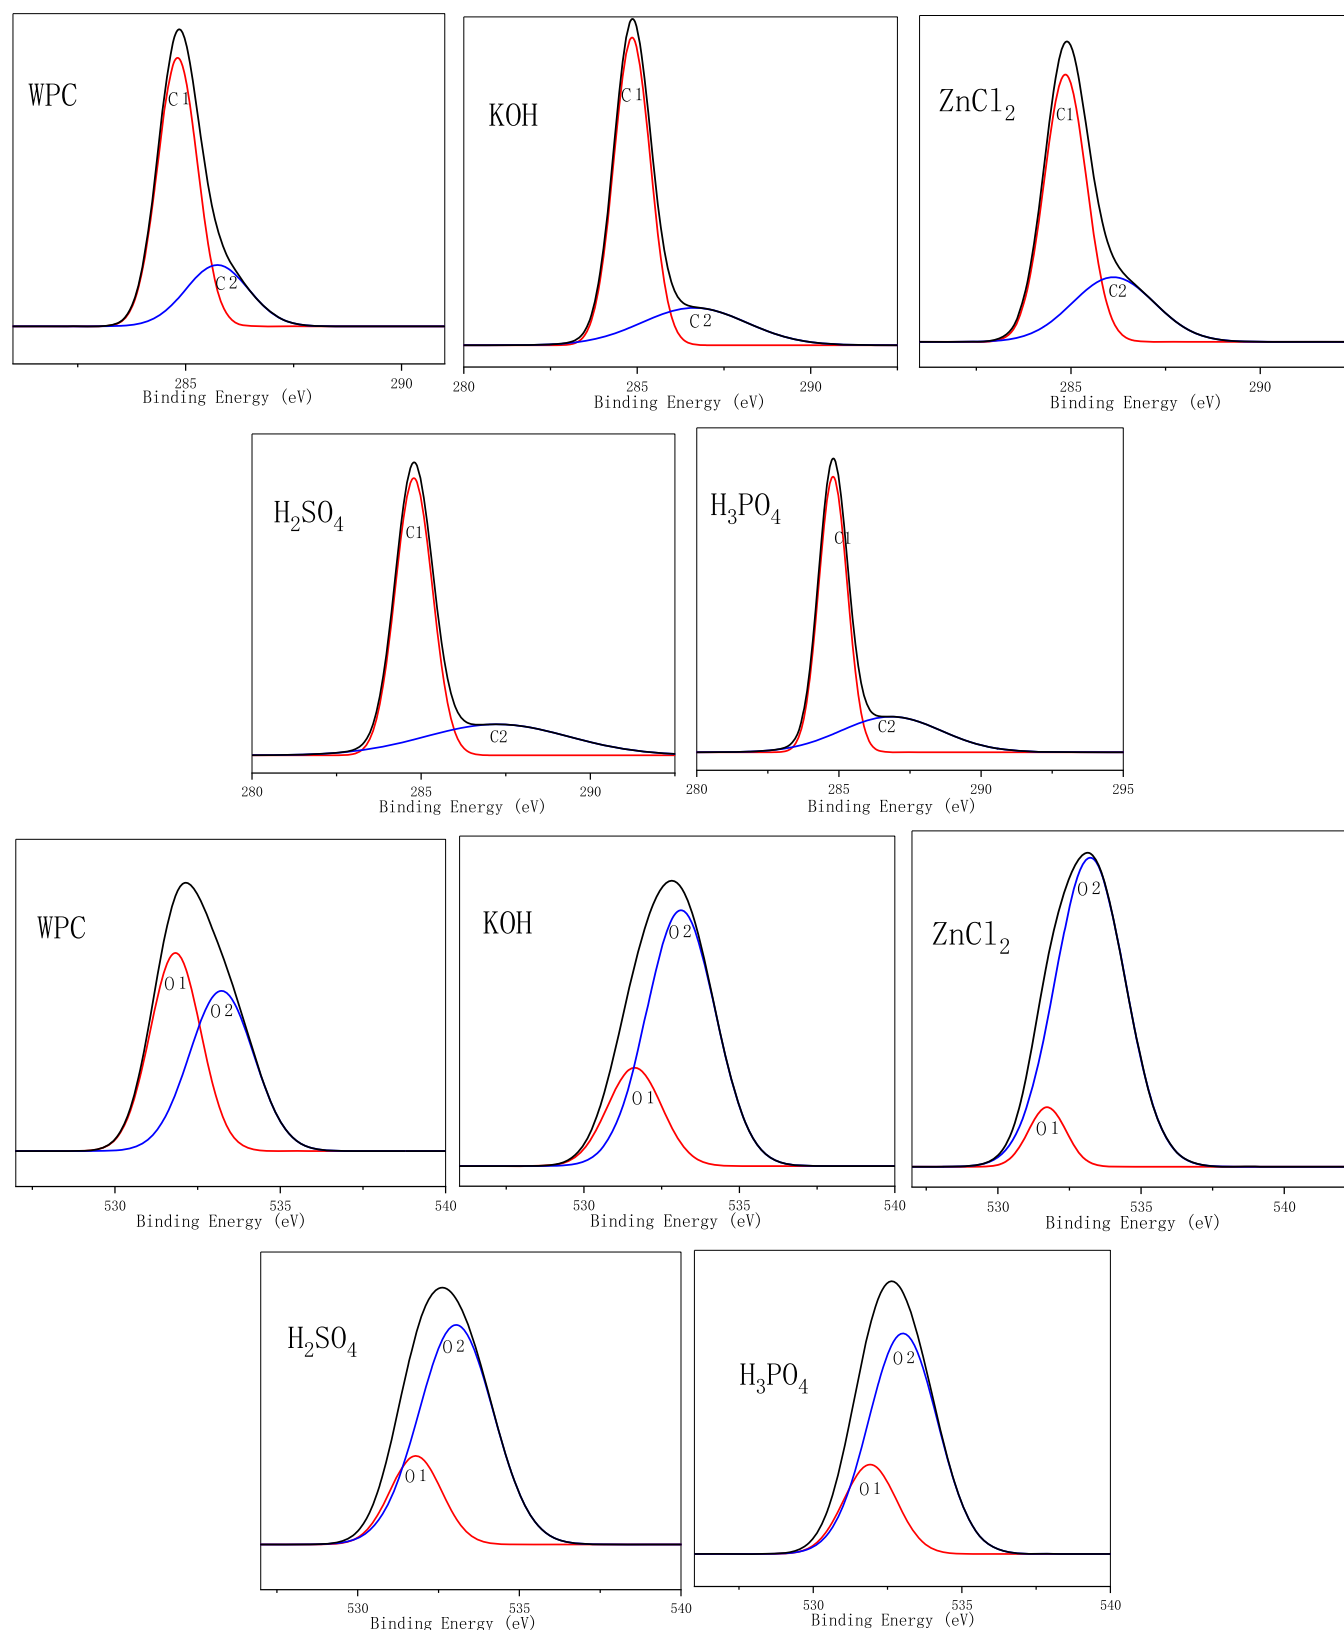 WPC
C1
C2
285 290
Binding Energy (eV)
KOH
C1
C2
280 285 290
Binding Energy (eV)
ZnCl2
C1
C2
285 290
Binding Energy (eV)
H2SO4
C1
C2
280 285 290
Binding Energy (eV)
H3PO4
C1
C2
280 285 290 295
Binding Energy (eV)
WPC
O1
O2
530 535 540
Binding Energy (eV)
KOH
O2
O1
530 535 540
Binding Energy (eV)
ZnCl2
O2
O1
530 535 540
Binding Energy (eV)
H2SO4
O2
O1
530 535 540
Binding Energy (eV)
H3PO4
O2
O1
530 535 540
Binding Energy (eV)